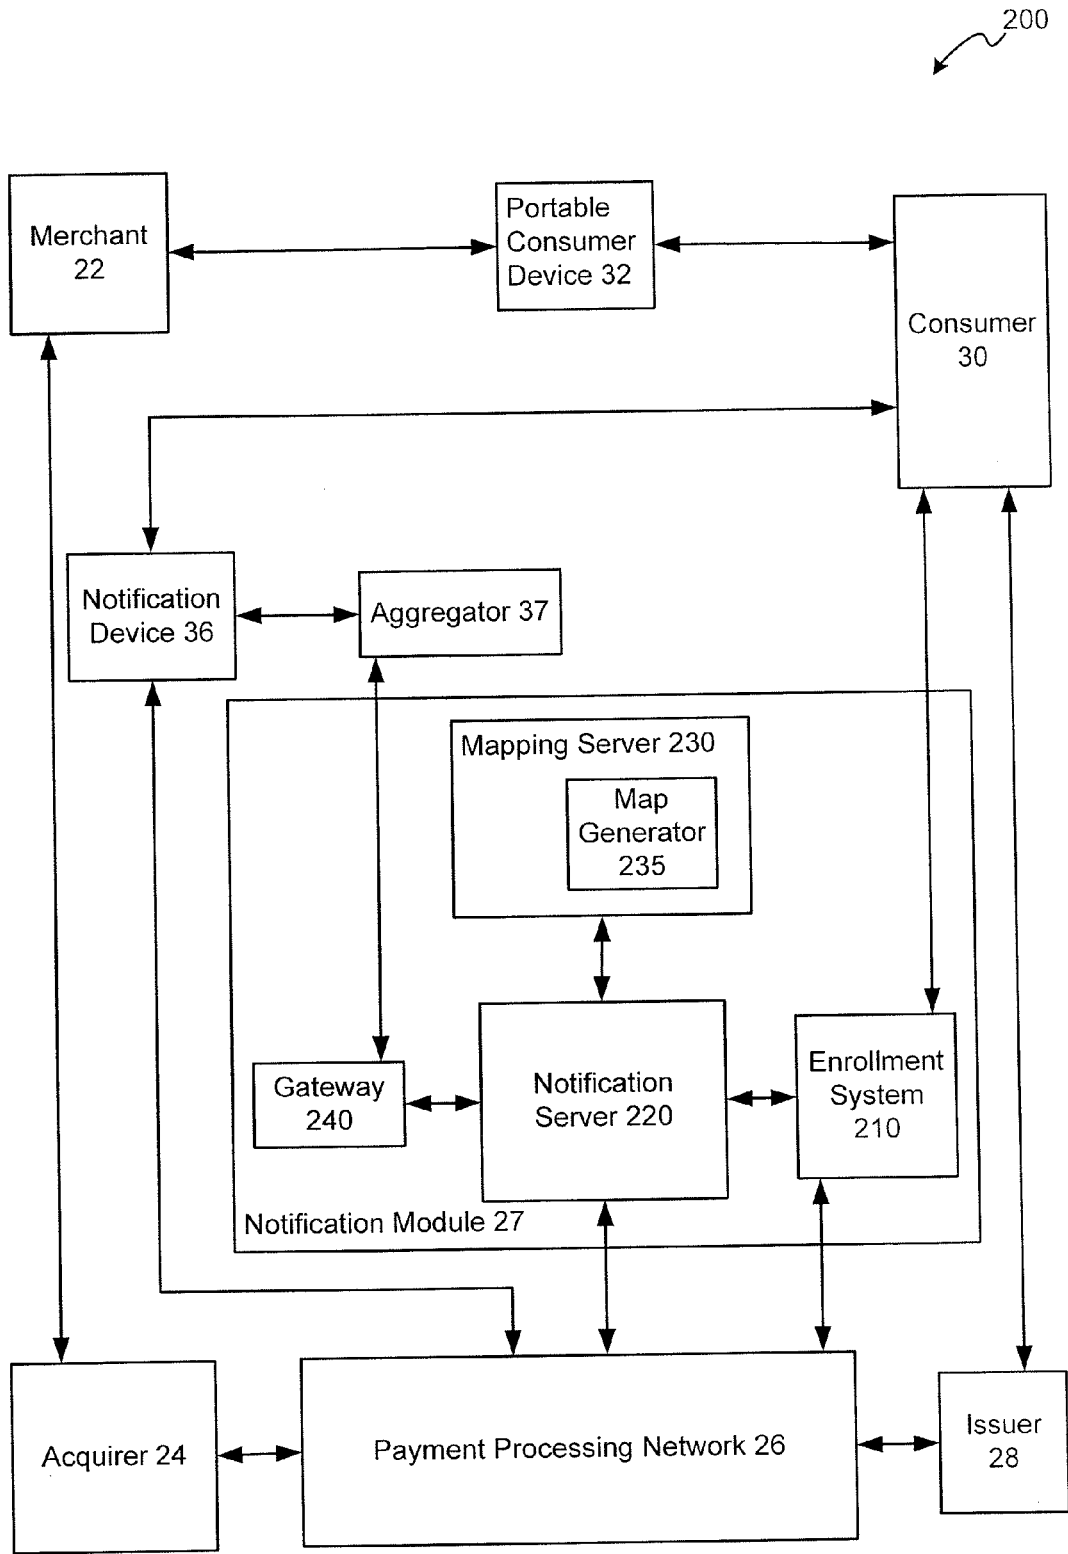 200
Merchant
22
Portable
Consumer
Device 32
Consumer
30
Notification
Device 36
Aggregator 37
Mapping Server 230
Map
Generator
235
Gateway
240
Notification
Server 220
Enrollment
System
210
Notification Module 27
Acquirer 24
Payment Processing Network 26
Issuer
28